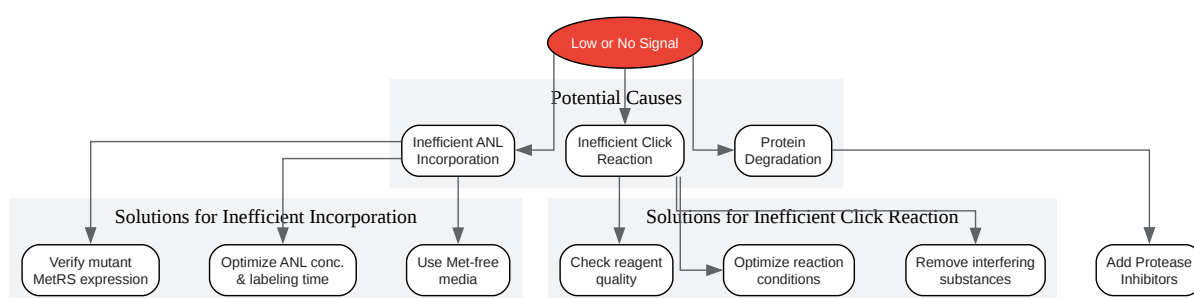 Low or No Signal
Potential Causes
Inefficient ANL
Incorporation
Inefficient Click
Reaction
Protein
Degradation
Solutions for Inefficient Incorporation
Solutions for Inefficient Click Reaction
Verify mutant
MetRS expression
Optimize ANL conc.
& labeling time
Use Met-free
media
Check reagent
quality
Optimize reaction
conditions
Remove interfering
substances
Add Protease
Inhibitors